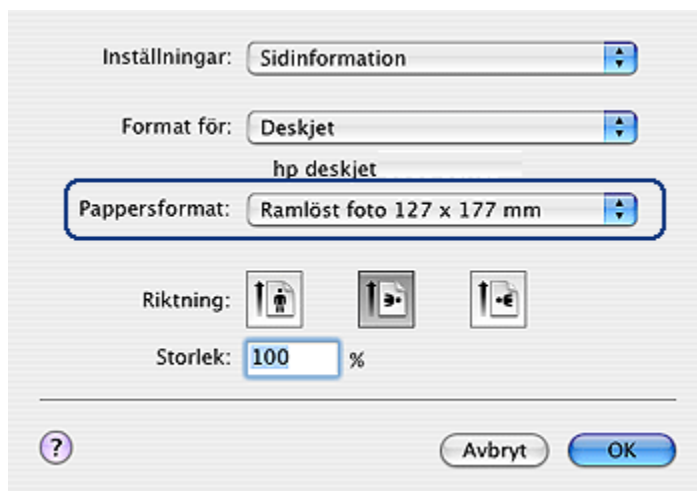 Inställningar: Sidinformation
Format för: Deskjet
hp deskjet
Pappersformat: Ramlöst foto 127 x 177 mm
Riktning:
Storlek: 100 %
? Avbryt OK